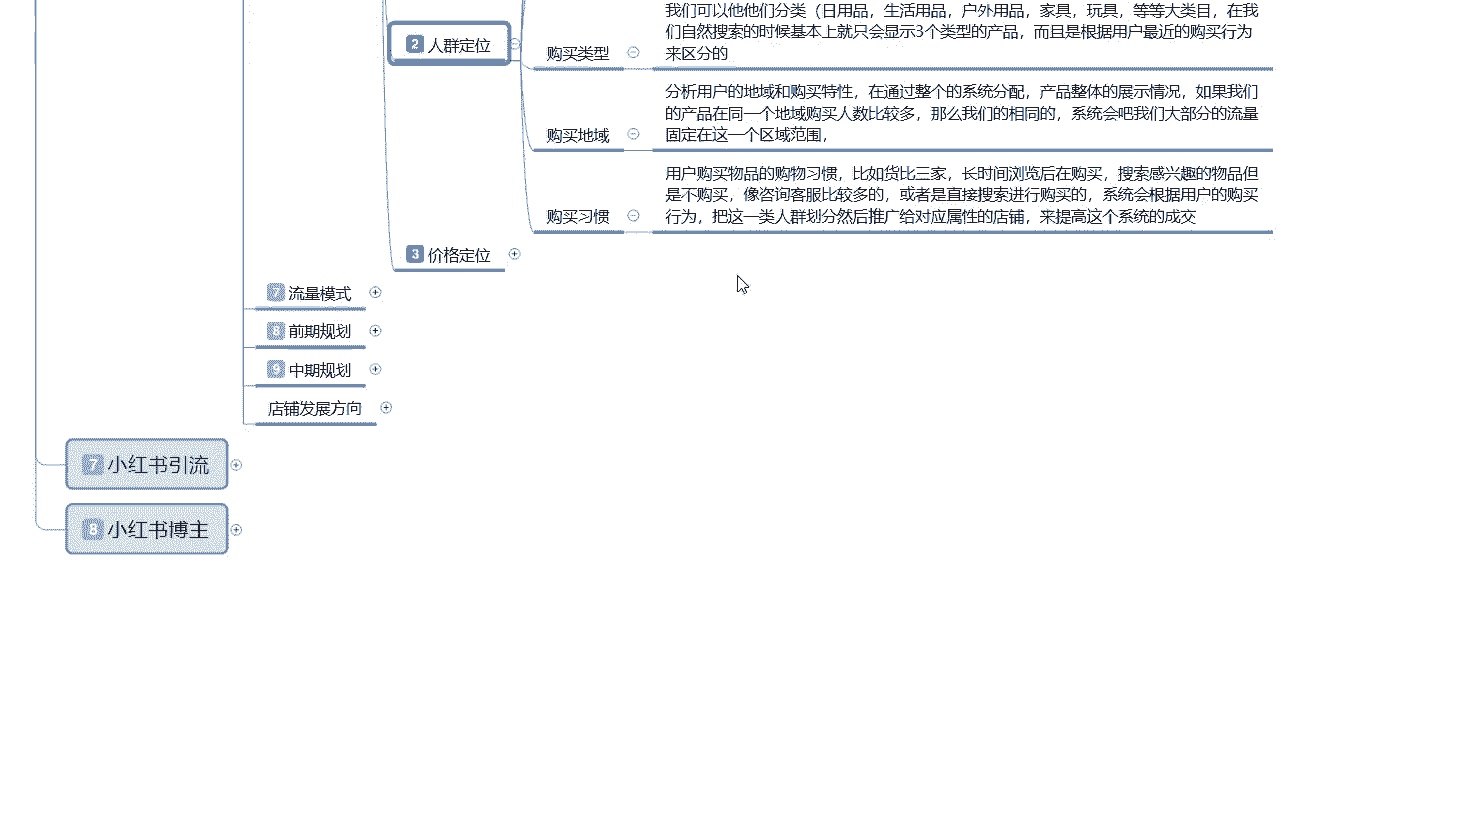 我们可以他他们分类（日用品，生活用品，户外用品，家具，玩具，等等大类目，在我
们自然搜索的时候基本上就只会显示3个类型的产品，而且是根据用户最近的购买行为
来区分的
2 人群定位
购买类型
分析用户的地域和购买特性，在通过整个的系统分配，产品整体的展示情况，如果我们
的产品在同一个地域购买人数比较多，那么我们的相同的，系统会吧我们大部分的流量
固定在这一个区域范围，
购买地域
用户购买物品的购物习惯，比如货比三家，长时间浏览后在购买，搜索感兴趣的物品但
是不购买，像咨询客服比较多的，或者是直接搜索进行购买的，系统会根据用户的购买
行为，把这一类人群划分然后推广给对应属性的店铺，来提高这个系统的成交
购买习惯
3 价格定位
7 流量模式
8 前期规划
9 中期规划
店铺发展方向
7 小红书引流
8 小红书博主